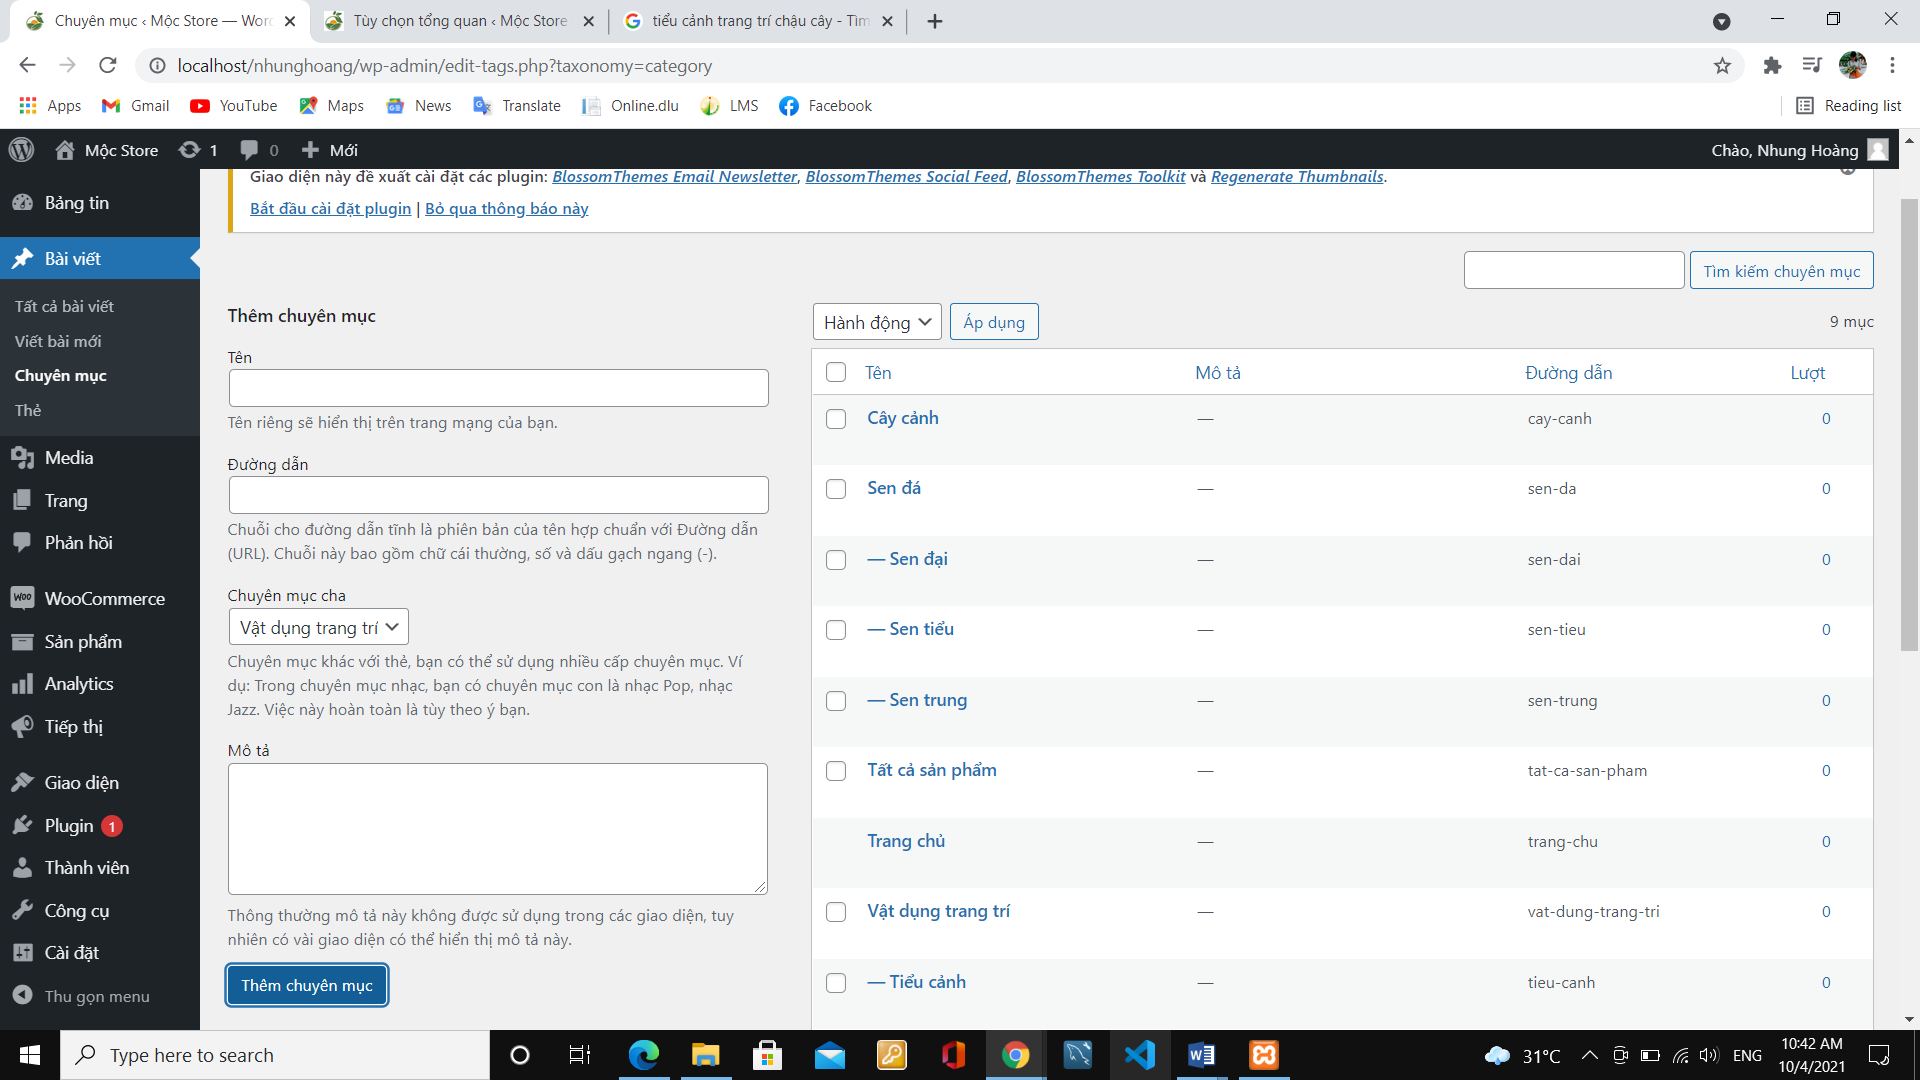 Chuyên mục ‹ Mộc Store — Word
Tùy chọn tổng quan ‹ Mộc Store
tiểu cảnh trang trí chậu cây - Tìm
localhost/nhunghoang/wp-admin/edit-tags.php?taxonomy=category
Apps Gmail YouTube Maps News Translate Online.dlu LMS Facebook Reading list
Mộc Store 1 0 Mới Chào, Nhung Hoàng
Giao diện này đề xuất cài đặt các plugin: BlossomThemes Email Newsletter, BlossomThemes Social Feed, BlossomThemes Toolkit và Regenerate Thumbnails.
Bắt đầu cài đặt plugin | Bỏ qua thông báo này
Bảng tin
Bài viết
Tất cả bài viết
Viết bài mới
Chuyên mục
Thẻ
Media
Trang
Phản hồi
WooCommerce
Sản phẩm
Analytics
Tiếp thị
Giao diện
Plugin 1
Thành viên
Công cụ
Cài đặt
Thu gọn menu
Tìm kiếm chuyên mục
Thêm chuyên mục
Tên
Tên riêng sẽ hiển thị trên trang mạng của bạn.
Đường dẫn
Chuỗi cho đường dẫn tĩnh là phiên bản của tên hợp chuẩn với Đường dẫn
(URL). Chuỗi này bao gồm chữ cái thường, số và dấu gạch ngang (-).
Chuyên mục cha
Vật dụng trang trí
Chuyên mục khác với thẻ, bạn có thể sử dụng nhiều cấp chuyên mục. Ví
dụ: Trong chuyên mục nhạc, bạn có chuyên mục con là nhạc Pop, nhạc
Jazz. Việc này hoàn toàn là tùy theo ý bạn.
Mô tả
Thông thường mô tả này không được sử dụng trong các giao diện, tuy
nhiên có vài giao diện có thể hiển thị mô tả này.
Thêm chuyên mục
Hành động Áp dụng 9 mục
Tên Mô tả Đường dẫn Lượt
Cây cảnh — cay-canh 0
Sen đá — sen-da 0
— Sen đại — sen-dai 0
— Sen tiểu — sen-tieu 0
— Sen trung — sen-trung 0
Tất cả sản phẩm — tat-ca-san-pham 0
Trang chủ — trang-chu 0
Vật dụng trang trí — vat-dung-trang-tri 0
— Tiểu cảnh — tieu-canh 0
Type here to search
31°C ENG 10:42 AM
10/4/2021